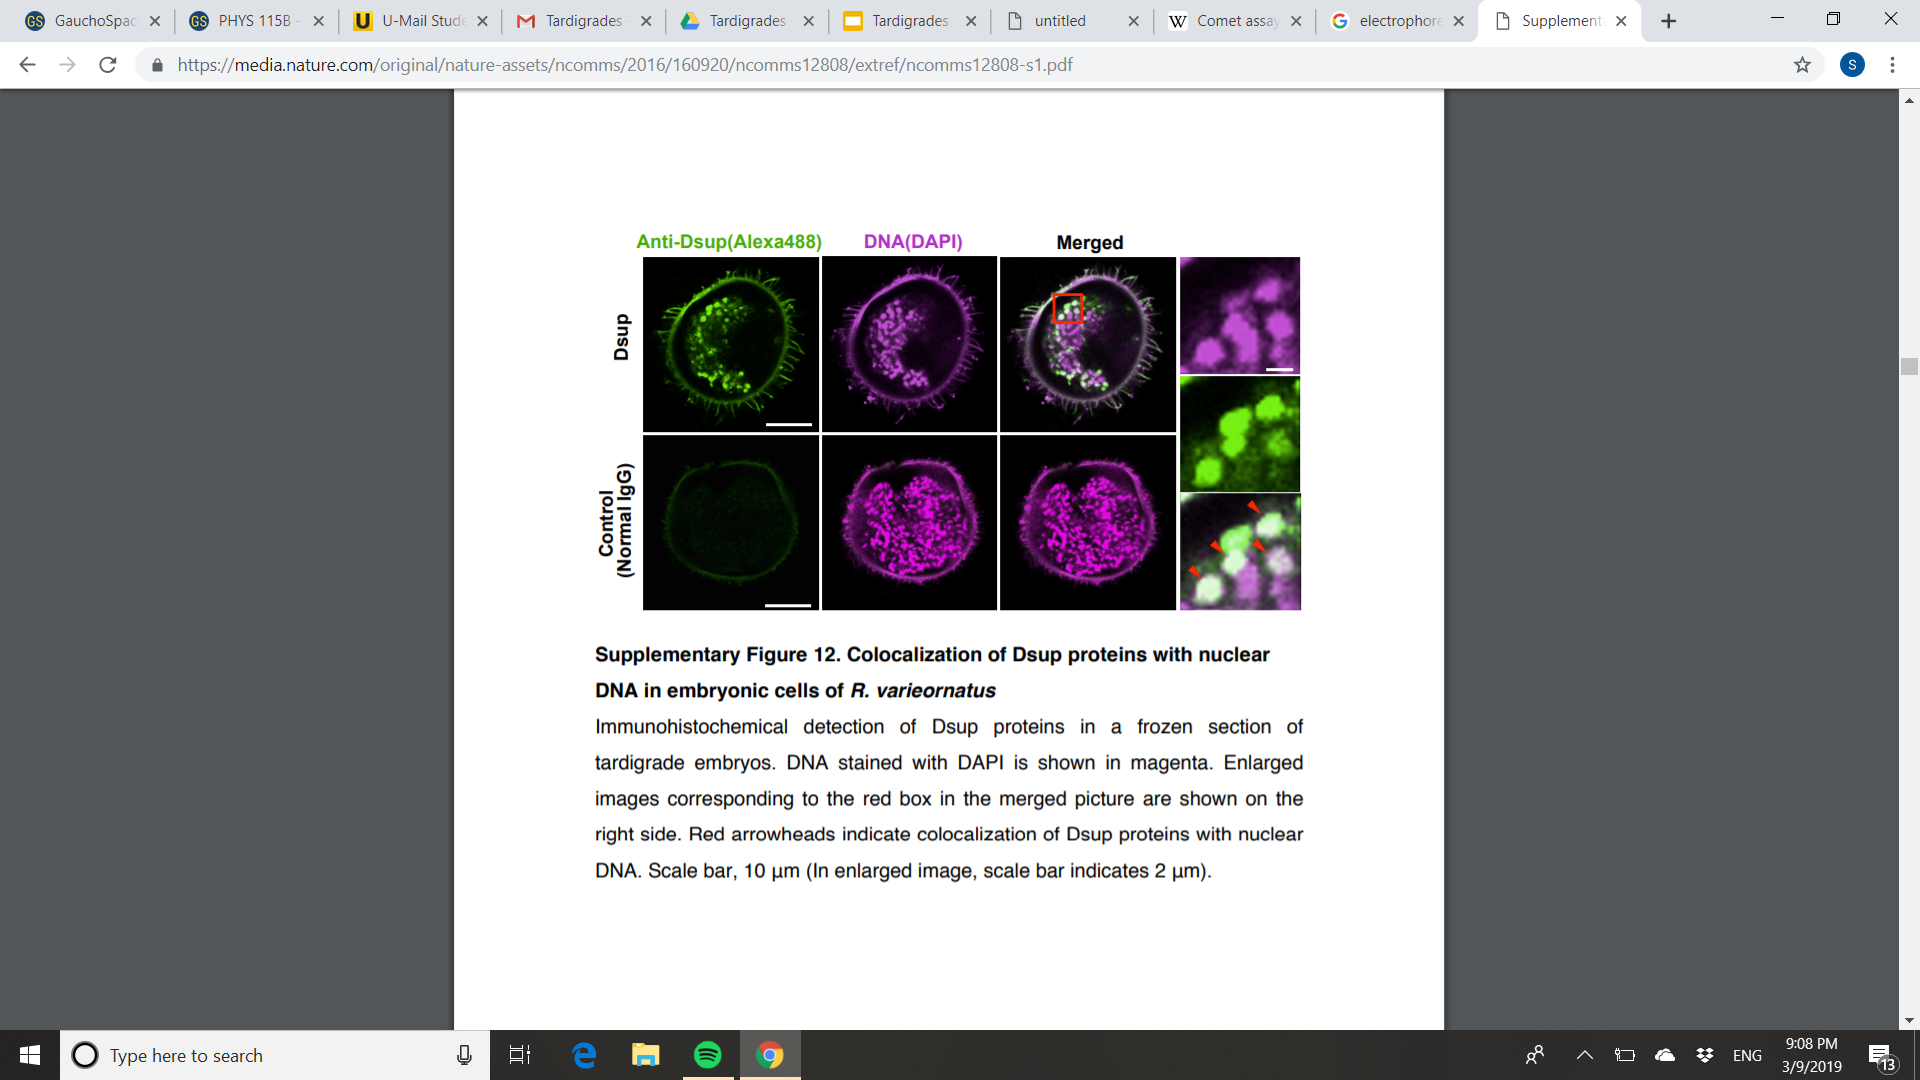 GauchoSpac
PHYS 115B -
U-Mail Stude
Tardigrades
Tardigrades
Tardigrades
untitled
Comet assay
electrophore
Supplement
https://media.nature.com/original/nature-assets/ncomms/2016/160920/ncomms12808/extref/ncomms12808-s1.pdf
S
Anti-Dsup(Alexa488) DNA(DAPI) Merged
Dsup
Control
(Normal IgG)
Supplementary Figure 12. Colocalization of Dsup proteins with nuclear
DNA in embryonic cells of R. varieornatus
Immunohistochemical detection of Dsup proteins in a frozen section of
tardigrade embryos. DNA stained with DAPI is shown in magenta. Enlarged
images corresponding to the red box in the merged picture are shown on the
right side. Red arrowheads indicate colocalization of Dsup proteins with nuclear
DNA. Scale bar, 10 µm (In enlarged image, scale bar indicates 2 µm).
Type here to search
ENG
9:08 PM
3/9/2019
13